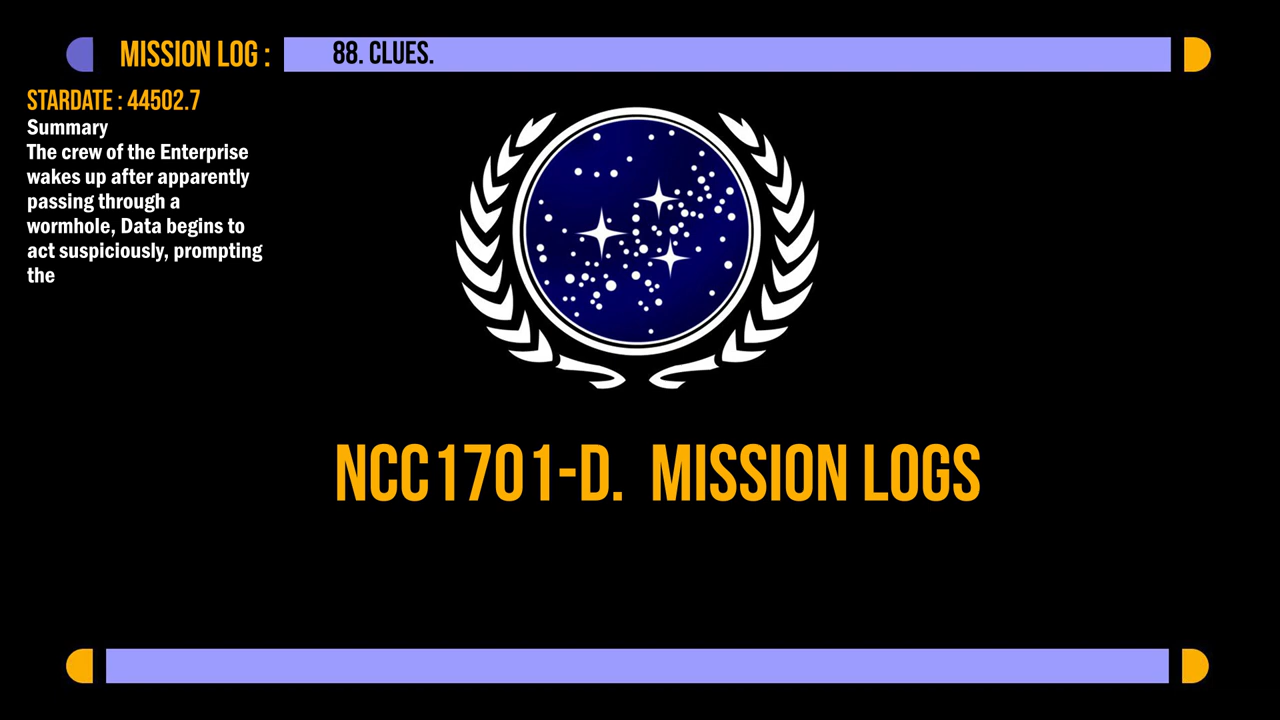 MISSION LOG :
88. CLUES.
STARDATE : 44502.7
Summary
The crew of the Enterprise
wakes up after apparently
passing through a
wormhole, Data begins to
act suspiciously, prompting
the
NCC1701-D. MISSION LOGS